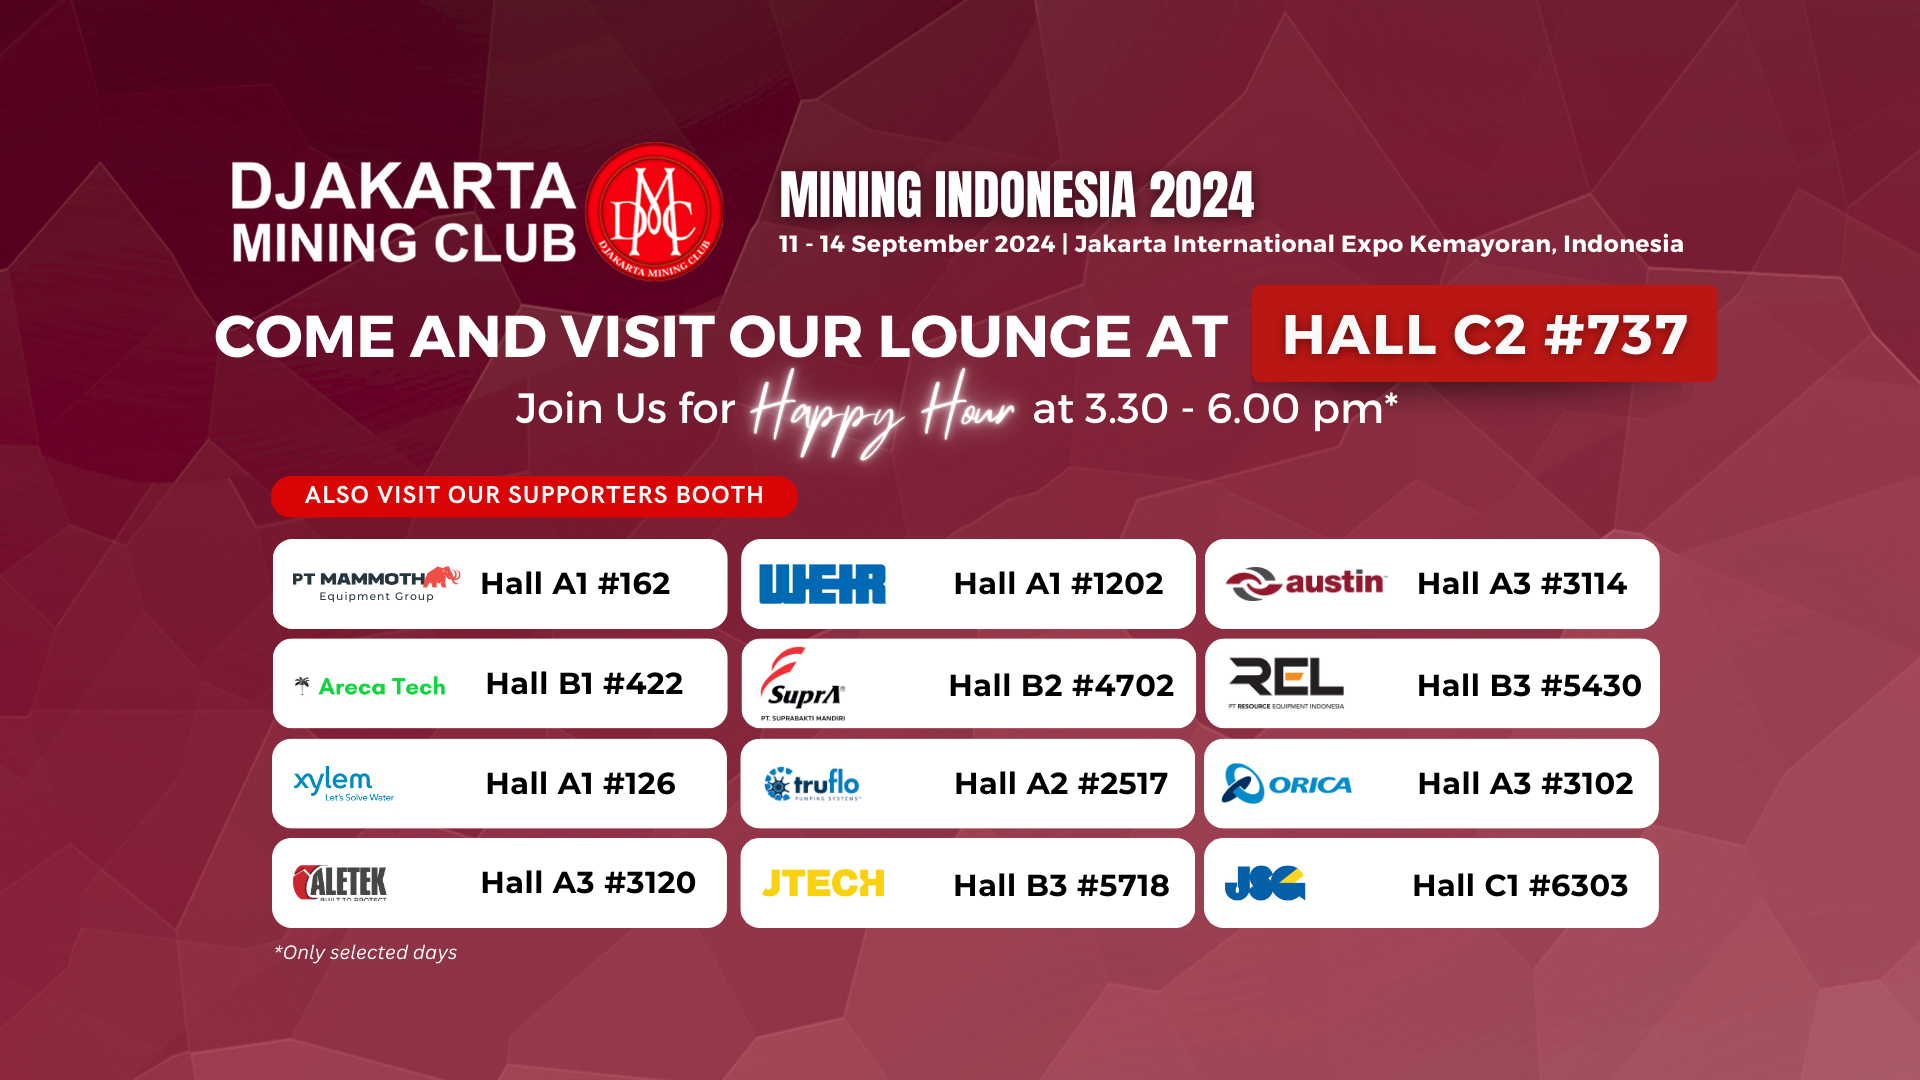 DJAKARTA
MINING CLUB
DMC
DJAKARTA MINING CLUB
MINING INDONESIA 2024
11 - 14 September 2024 | Jakarta International Expo Kemayoran, Indonesia
COME AND VISIT OUR LOUNGE AT HALL C2 #737
Join Us for Happy Hour at 3.30 - 6.00 pm*
ALSO VISIT OUR SUPPORTERS BOOTH
PT MAMMOTH
Equipment Group
Hall A1 #162
WEIR
Hall A1 #1202
austin
Hall A3 #3114
Areca Tech
Hall B1 #422
SuprA
PT. SUPRABAKTI MANDIRI
Hall B2 #4702
REL
PT RESOURCE EQUIPMENT INDONESIA
Hall B3 #5430
xylem
Let's Solve Water
Hall A1 #126
truflo
PUMPING SYSTEMS
Hall A2 #2517
ORICA
Hall A3 #3102
YALETEK
BUILT TO PROTECT
Hall A3 #3120
JTECH
Hall B3 #5718
JSG
Hall C1 #6303
*Only selected days